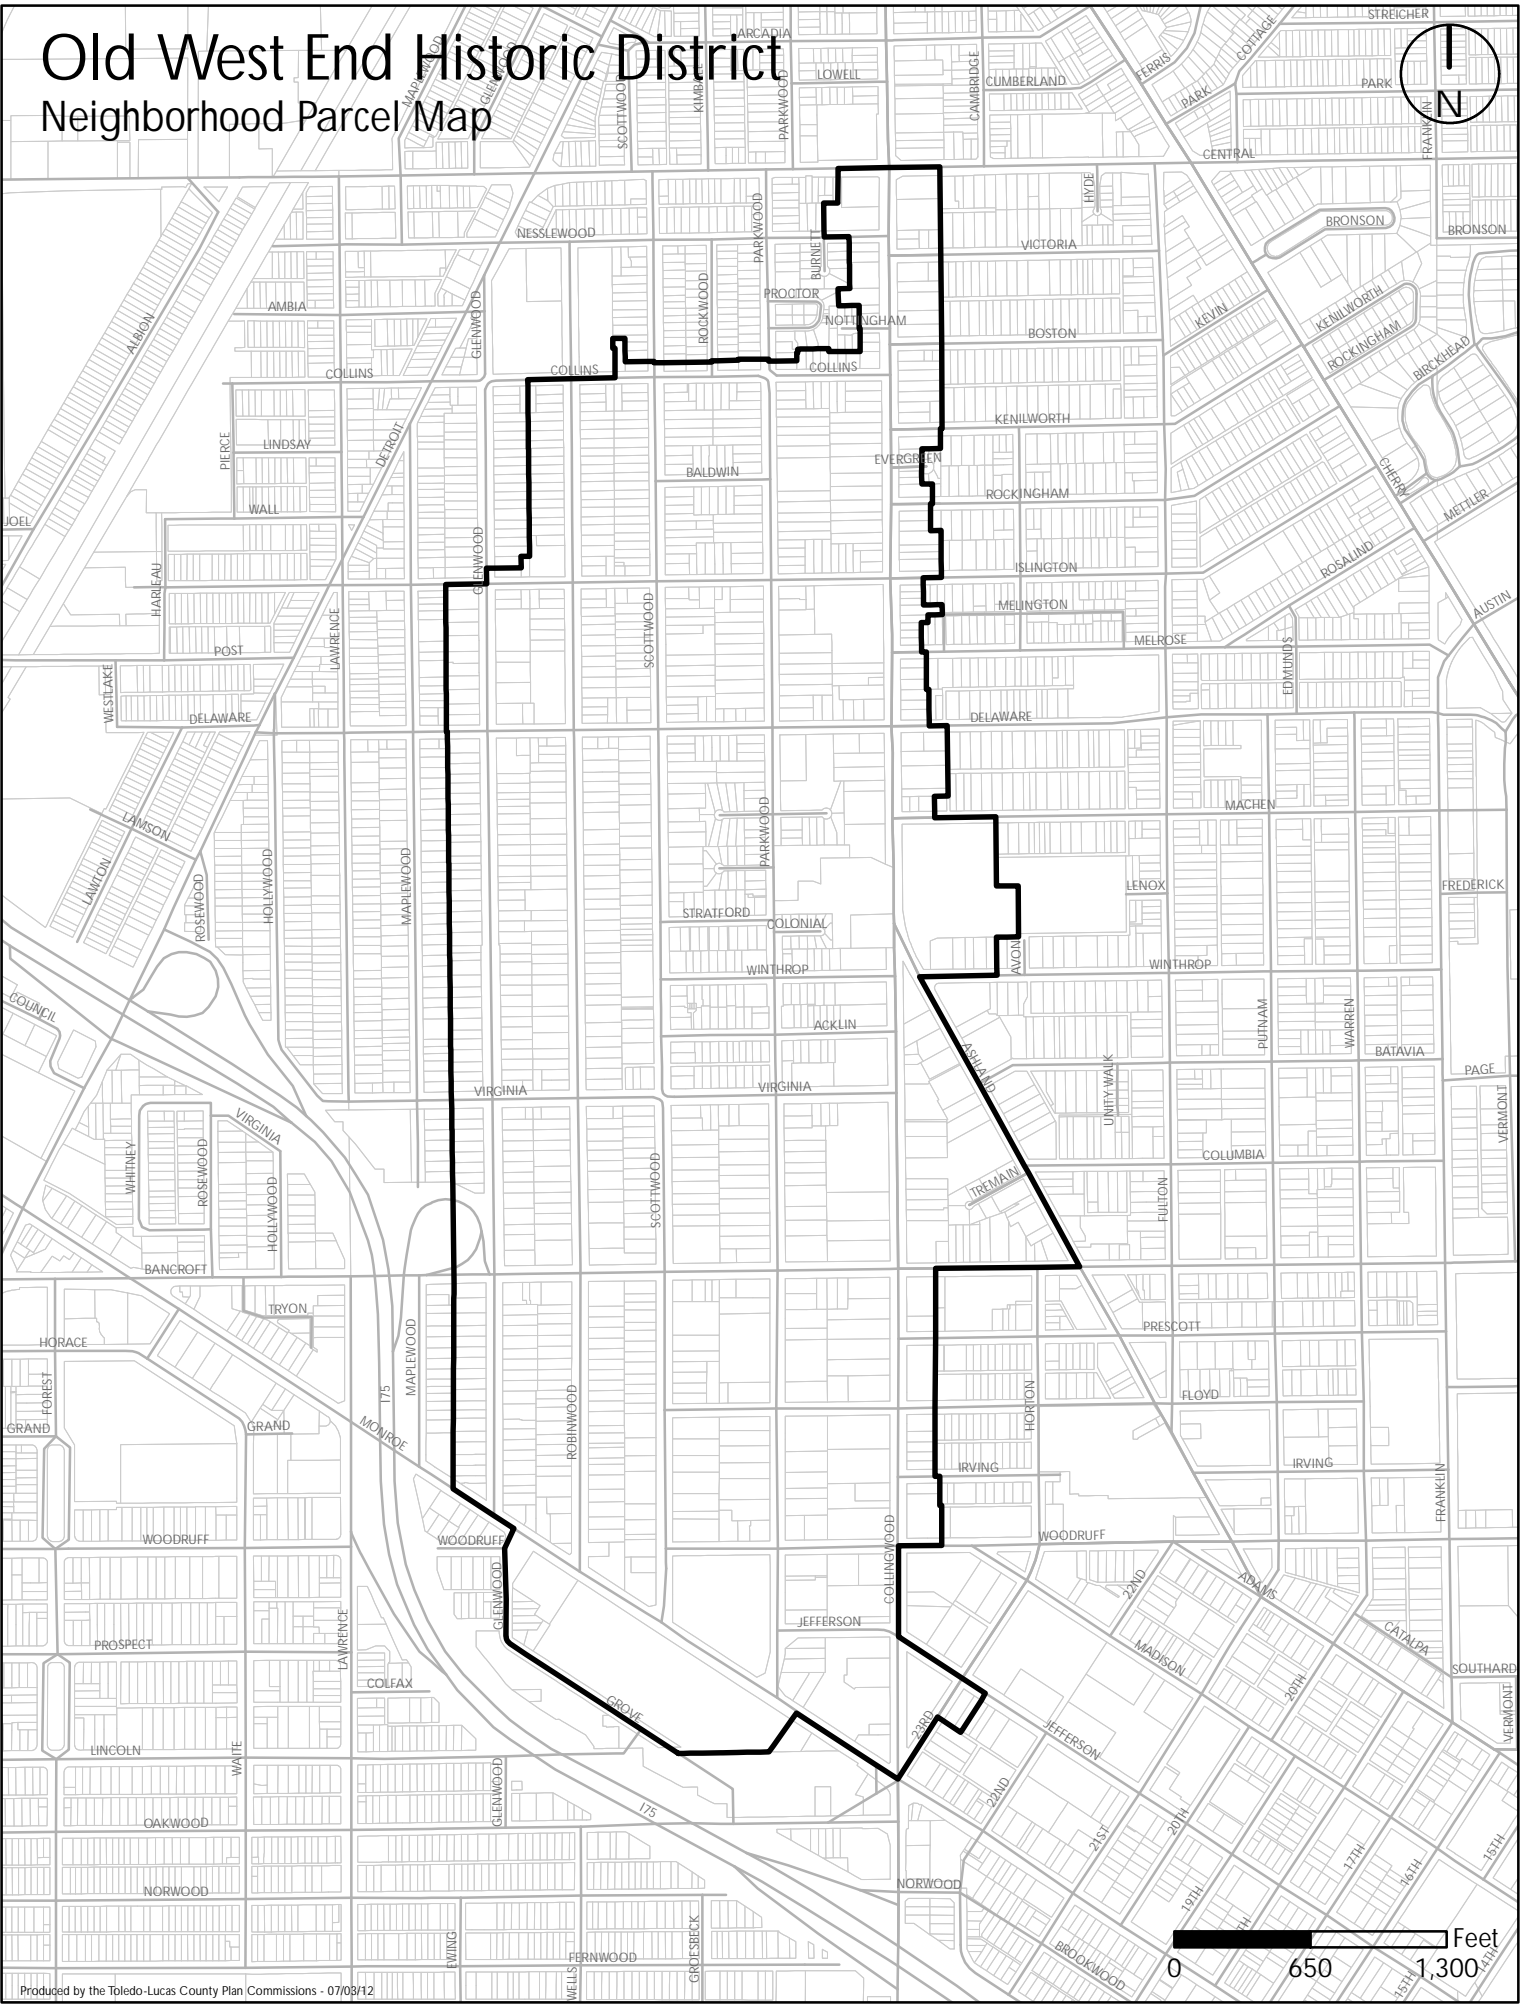 Old West End Historic District
Neighborhood Parcel Map
STREICHER
ARCADIA
COTTAGE
MAPLEWOOD
GLENWOOD
SCOTTWOOD
KIMBALL
PARKWOOD
LOWELL
CAMBRIDGE
CUMBERLAND
FERRIS
PARK
PARK
FRANKLIN
N
CENTRAL
HYDE
NESSLEWOOD
PARKWOOD
BURNETT
VICTORIA
BRONSON
BRONSON
ALBION
AMBIA
GLENWOOD
ROCKWOOD
PROCTOR
NOTTINGHAM
BOSTON
KEVIN
KENILWORTH
ROCKINGHAM
BIRCKHEAD
COLLINS
COLLINS
COLLINS
KENILWORTH
PIERCE
LINDSAY
DETROIT
BALDWIN
EVERGREEN
CHERRY
METTLER
WALL
ROCKINGHAM
JOEL
HARLEAU
GLENWOOD
ISLINGTON
ROSALIND
MELINGTON
AUSTIN
LAWRENCE
SCOTTWOOD
POST
MELROSE
EDMUNDS
WESTLAKE
DELAWARE
DELAWARE
LAMSON
PARKWOOD
MACHEN
LAWTON
ROSEWOOD
HOLLYWOOD
MAPLEWOOD
LENOX
FREDERICK
STRATFORD
COLONIAL
WINTHROP
AVON
WINTHROP
COUNCIL
ACKLIN
ASHLAND
PUTNAM
WARREN
BATAVIA
PAGE
VIRGINIA
VIRGINIA
UNITY WALK
VERMONT
VIRGINIA
WHITNEY
ROSEWOOD
HOLLYWOOD
SCOTTWOOD
TREMAIN
COLUMBIA
FULTON
BANCROFT
TRYON
HORACE
MAPLEWOOD
PRESCOTT
FOREST
I75
ROBINWOOD
HORTON
FLOYD
GRAND
GRAND
MONROE
IRVING
IRVING
FRANKLIN
WOODRUFF
WOODRUFF
WOODRUFF
COLLINGWOOD
GLENWOOD
22ND
ADAMS
LAWRENCE
JEFFERSON
PROSPECT
MADISON
CATALPA
SOUTHARD
COLFAX
20TH
VERMONT
GROVE
23RD
JEFFERSON
LINCOLN
WAITE
GLENWOOD
22ND
I75
OAKWOOD
21ST
20TH
17TH
16TH
15TH
NORWOOD
NORWOOD
19TH
EWING
FERNWOOD
GROESBECK
WELLS
BROOKWOOD
15TH
14TH
Feet
0 650 1,300
Produced by the Toledo-Lucas County Plan Commissions - 07/03/12